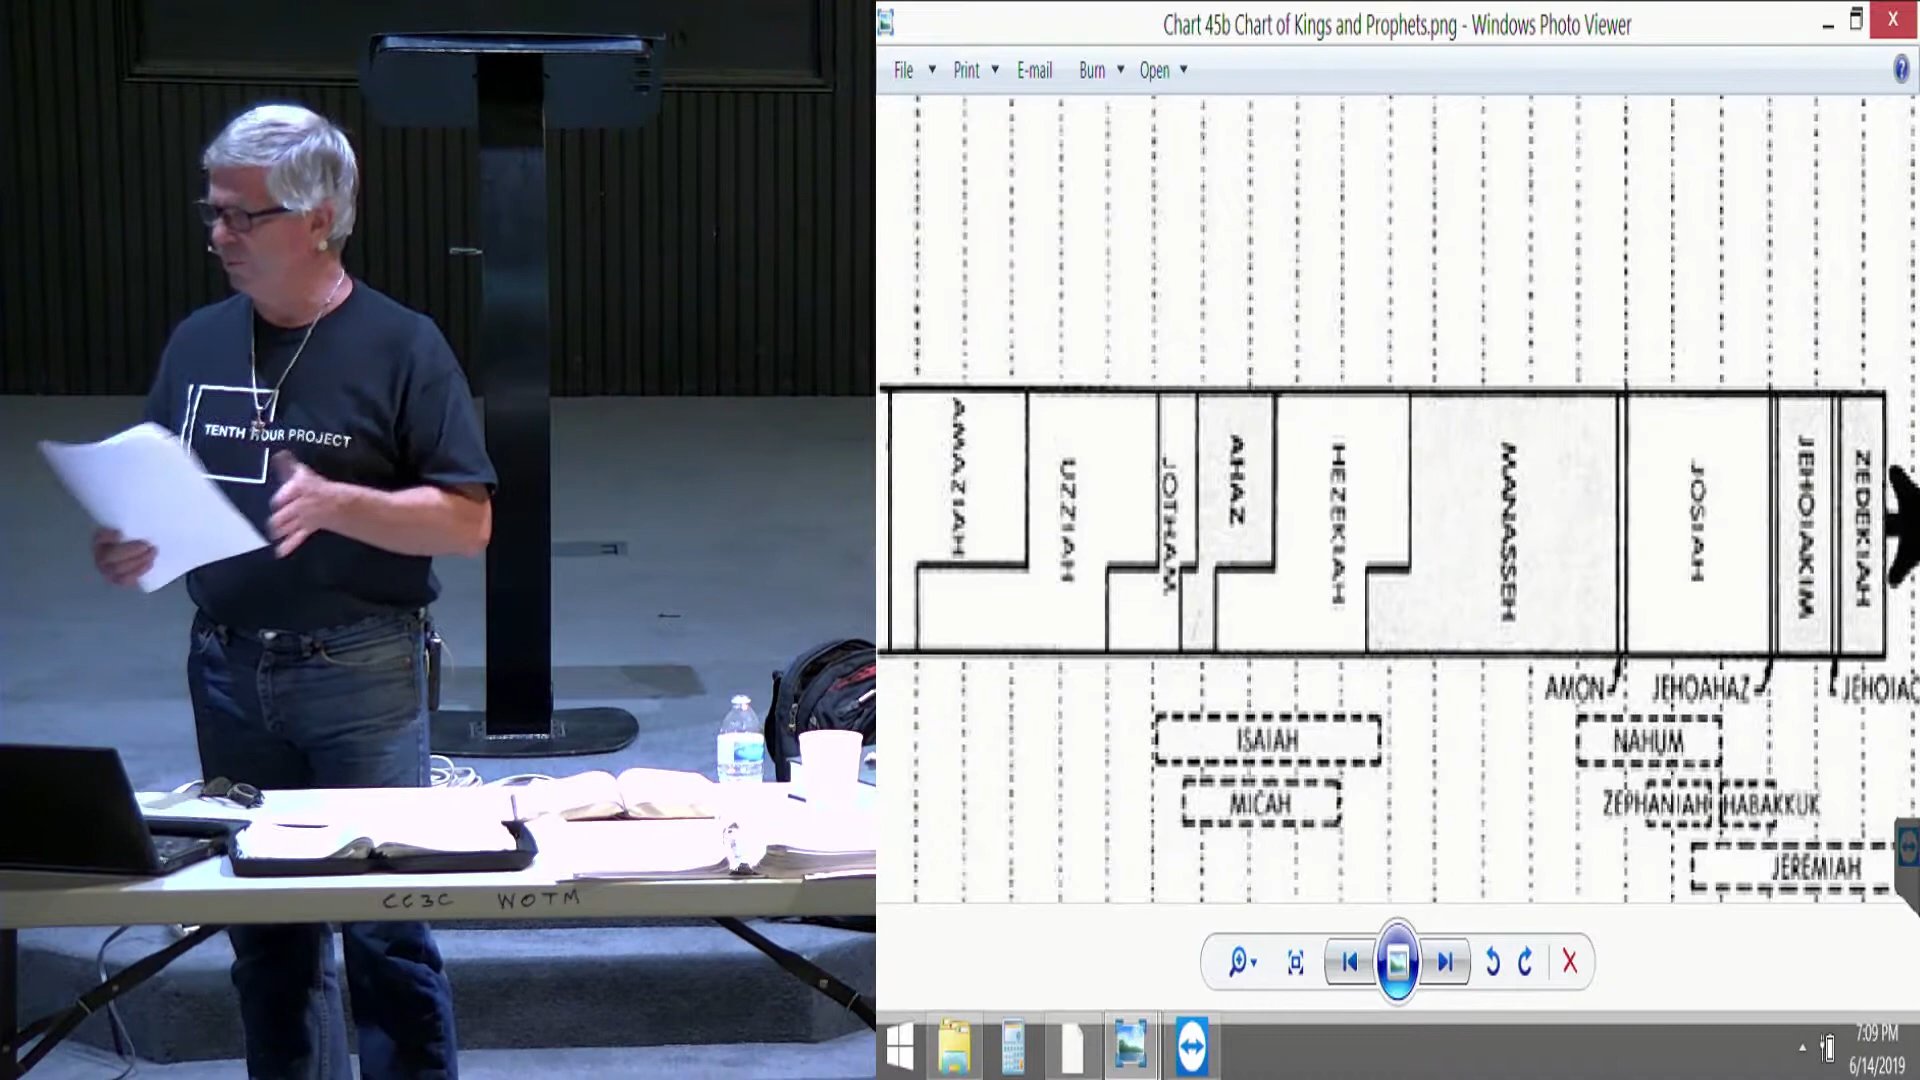 TENTH HOUR PROJECT
CC3C WOTM
Chart 45b Chart of Kings and Prophets.png - Windows Photo Viewer
File Print E-mail Burn Open
AMAZIAH
UZZIAH
JOTHAM
AHAZ
HEZEKIAH
MANASSEH
JOSIAH
JEHOIAKIM
ZEDEKIAH
AMON JEHOAHAZ JEHOIAC
ISAIAH NAHUM
MICAH ZEPHANIAH HABAKKUK
JEREMIAH
7:09 PM
6/14/2019